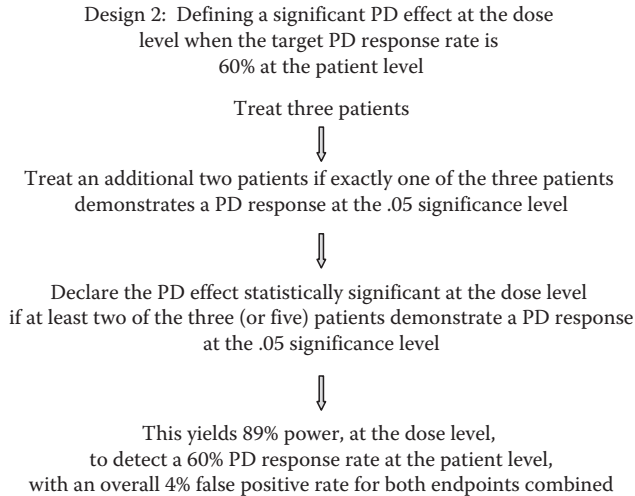 Design 2:  Defining a significant PD effect at the dose
level when the target PD response rate is
60% at the patient level
Treat three patients
Treat an additional two patients if exactly one of the three patients
demonstrates a PD response at the .05 significance level
Declare the PD effect statistically significant at the dose level
if at least two of the three (or five) patients demonstrate a PD response
at the .05 significance level
This yields 89% power, at the dose level,
to detect a 60% PD response rate at the patient level,
with an overall 4% false positive rate for both endpoints combined